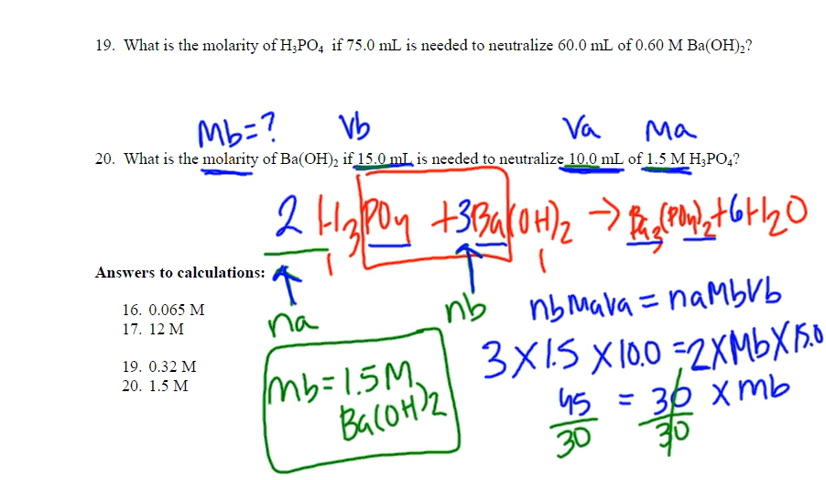 19. What is the molarity of H₃PO₄ if 75.0 mL is needed to neutralize 60.0 mL of 0.60 M Ba(OH)₂?
Mb=? Vb Va Ma
20. What is the molarity of Ba(OH)₂ if 15.0 mL is needed to neutralize 10.0 mL of 1.5 M H₃PO₄?
2 H₃PO₄ + 3Ba(OH)₂ → Ba₃(PO₄)₂ + 6H₂O
Answers to calculations:
na nb nbMaVa = naMbVb
16. 0.065 M
17. 12 M
3 X 1.5 X 10.0 = 2 X Mb X 15.0
19. 0.32 M
20. 1.5 M
mb = 1.5 M
Ba(OH)₂
45 = 30 X mb
30 30